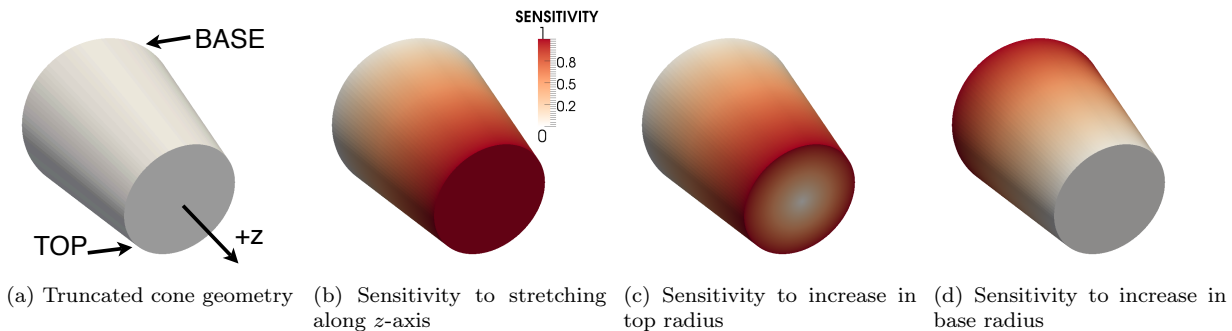 BASE
TOP
+z
SENSITIVITY
1
0.8
0.5
0.2
0
(a) Truncated cone geometry
(b) Sensitivity to stretching
along z-axis
(c) Sensitivity to increase in
top radius
(d) Sensitivity to increase in
base radius